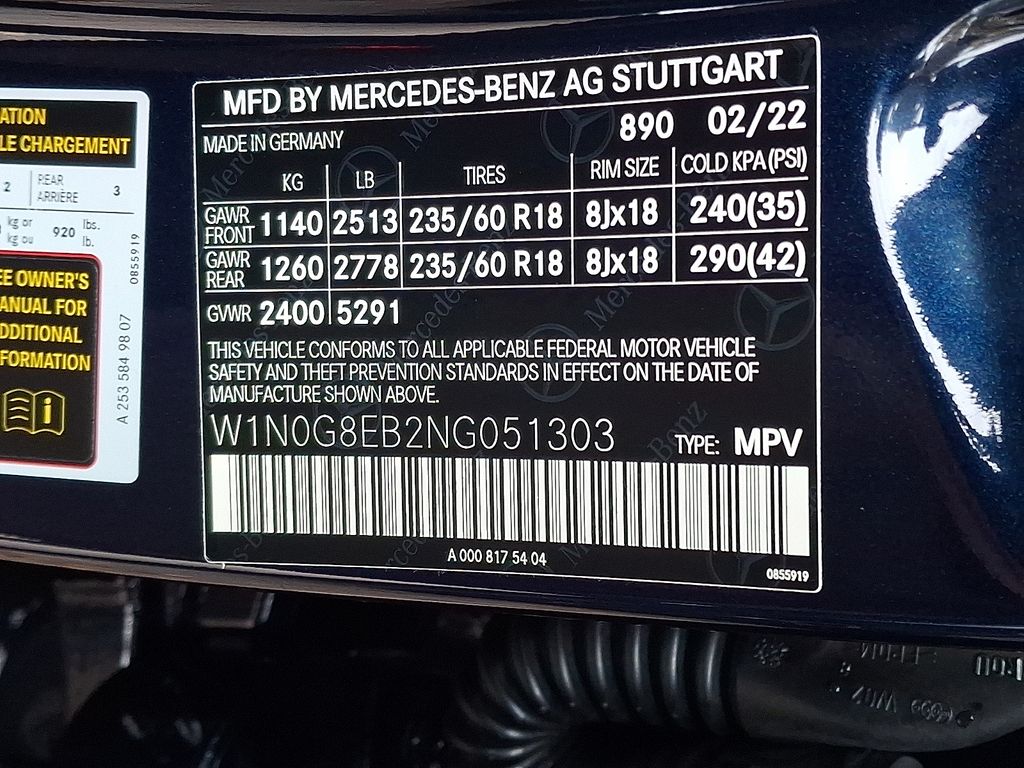 ATION
LE CHARGEMENT
2 REAR ARRIÈRE 3
kg or kg ou 920 lbs. lb.
EE OWNER'S
ANUAL FOR
DDITIONAL
FORMATION
A 253 584 98 07
0855919
MFD BY MERCEDES-BENZ AG STUTTGART
MADE IN GERMANY 890 02/22
KG LB TIRES RIM SIZE COLD KPA(PSI)
GAWR FRONT 1140 2513 235/60 R18 8Jx18 240(35)
GAWR REAR 1260 2778 235/60 R18 8Jx18 290(42)
GVWR 2400 5291
THIS VEHICLE CONFORMS TO ALL APPLICABLE FEDERAL MOTOR VEHICLE
SAFETY AND THEFT PREVENTION STANDARDS IN EFFECT ON THE DATE OF
MANUFACTURE SHOWN ABOVE.
W1N0G8EB2NG051303 TYPE: MPV
A 000 817 54 04
0855919